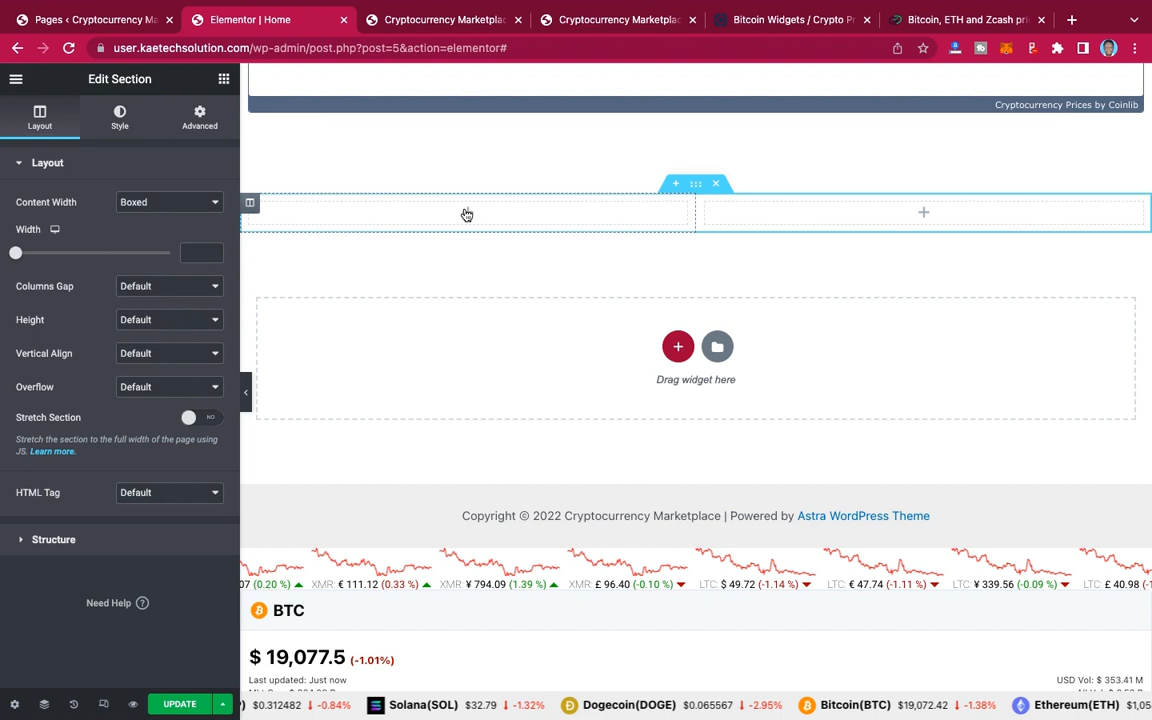 Pages ‹ Cryptocurrency Ma
Elementor | Home
Cryptocurrency Marketplac
Cryptocurrency Marketplac
Bitcoin Widgets / Crypto Pr
Bitcoin, ETH and Zcash pri
user.kaetechsolution.com/wp-admin/post.php?post=5&action=elementor#
Edit Section
Layout
Style
Advanced
Layout
Content Width
Boxed
Width
Columns Gap
Default
Height
Default
Vertical Align
Default
Overflow
Default
Stretch Section
NO
Stretch the section to the full width of the page using
JS. Learn more.
HTML Tag
Default
Structure
Need Help ?
UPDATE
Cryptocurrency Prices by Coinlib
Drag widget here
Copyright © 2022 Cryptocurrency Marketplace | Powered by Astra WordPress Theme
07 (0.20 %) XMR: € 111.12 (0.33 %) XMR: ¥ 794.09 (1.39 %) XMR: £ 96.40 (-0.10 %) LTC: $ 49.72 (-1.14 %) LTC: € 47.74 (-1.11 %) LTC: ¥ 339.56 (-0.09 %) LTC: £ 40.98 (-1
BTC
$ 19,077.5 (-1.01%)
Last updated: Just now
USD Vol: $ 353.41 M
) $0.312482 ↓ -0.84% Solana(SOL) $32.79 ↓ -1.32% Dogecoin(DOGE) $0.065567 ↓ -2.95% Bitcoin(BTC) $19,072.42 ↓ -1.38% Ethereum(ETH) $1,05